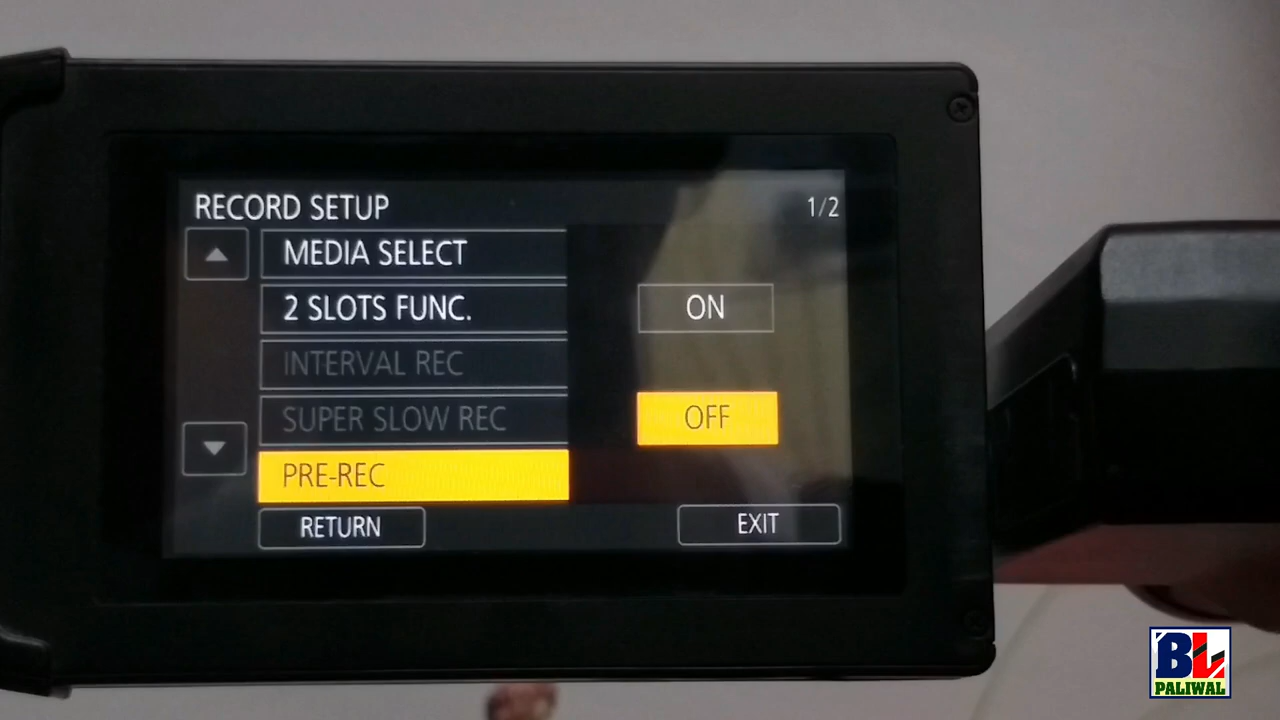 RECORD SETUP 1/2
MEDIA SELECT
2 SLOTS FUNC. ON
INTERVAL REC
SUPER SLOW REC OFF
PRE-REC
RETURN EXIT
BL
PALIWAL